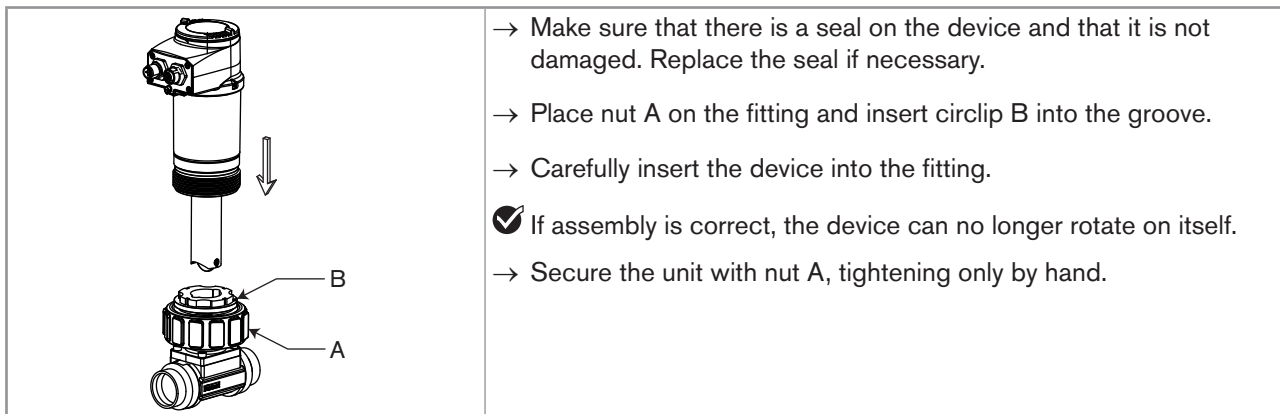 → Make sure that there is a seal on the device and that it is not
damaged. Replace the seal if necessary.
→ Place nut A on the fitting and insert circlip B into the groove.
→ Carefully insert the device into the fitting.
If assembly is correct, the device can no longer rotate on itself.
→ Secure the unit with nut A, tightening only by hand.
B
A